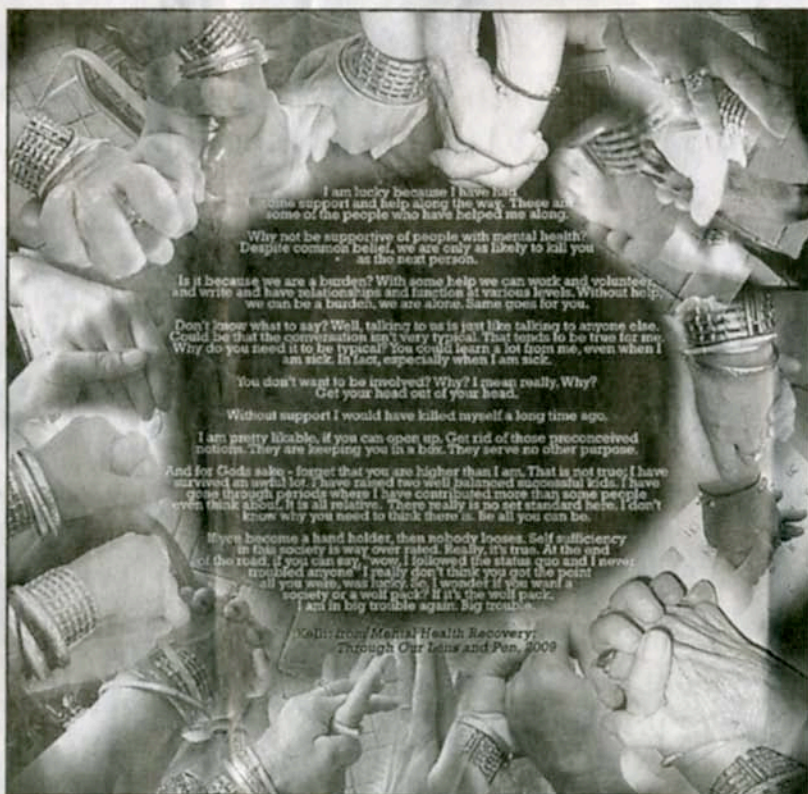 I am lucky because I have had
some support and help along the way. These are
some of the people who have helped me along.
Why not be supportive of people with mental health?
Despite common belief, we are only as likely to kill you
as the next person.
Is it because we are a burden? With some help we can work and volunteer,
and write and have relationships and function at various levels. Without help,
we can be a burden, we are alone. Same goes for you.
Don't know what to say? Well, talking to us is just like talking to anyone else.
Could be that the conversation isn't very typical. That tends to be true for me.
Why do you need it to be typical? You could learn a lot from me, even when I
am sick. In fact, especially when I am sick.
You don't want to be involved? Why? I mean really, Why?
Get your head out of your head.
Without support I would have killed myself a long time ago.
I am pretty likable, if you can open up. Get rid of those preconceived
notions. They are keeping you in a box. They serve no other purpose.
And for Gods sake - forget that you are higher than I am. That is not true; I have
survived an awful lot. I have raised two well balanced successful kids. I have
gone through periods where I have contributed more than some people
even think about. It is all relative. There really is no set standard here. I don't
know why you need to think there is. Be all you can be.
If we become a hand holder, then nobody looses. Self sufficiency
in this society is way over rated. Really, it's true. At the end
of the road, if you can say, "wow, I followed the status quo and I never
troubled anyone" I really don't think you got the point
all you were, was lucky. So, I wonder if you want a
society or a wolf pack? If it's the wolf pack,
I am in big trouble again. Big trouble.
from Mental Health Recovery:
Through Our Lens and Pen, 2009